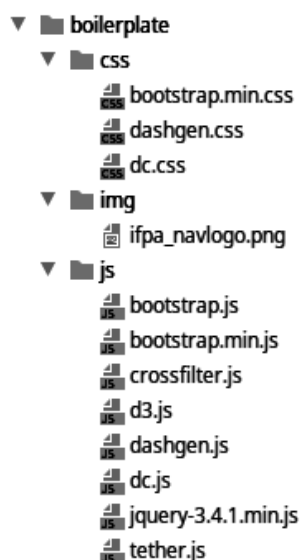 boilerplate
css
bootstrap.min.css
dashgen.css
dc.css
img
ifpa_navlogo.png
js
bootstrap.js
bootstrap.min.js
crossfilter.js
d3.js
dashgen.js
dc.js
jquery-3.4.1.min.js
tether.js